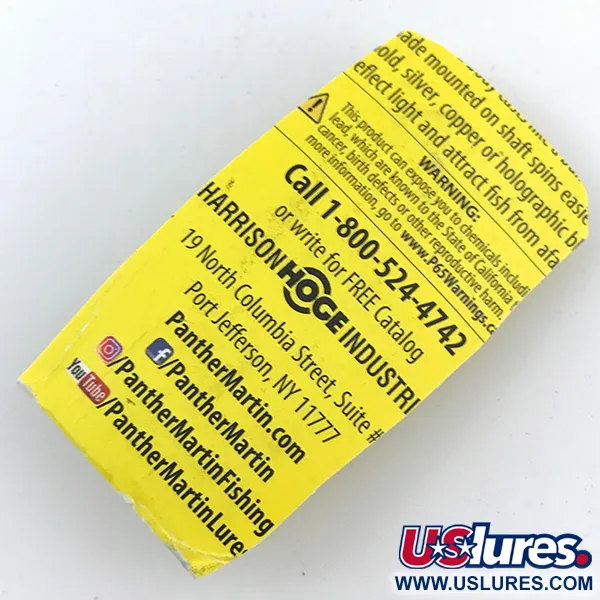 ade mounted on shaft spins easi
old, silver, copper or holographic b
eflect light and attract fish from afa
WARNING:
This product can expose you to chemicals, includi
lead, which are known to the State of California
cancer, birth defects or other reproductive harm.
more information, go to www.P65Warnings.c
Call 1-800-524-4742
or write for FREE Catalog
HARRISON HOGE INDUSTRI
19 North Columbia Street, Suite #
Port Jefferson, NY 11777
PantherMartin.com
f/PantherMartin
/PantherMartinFishing
YouTube/PantherMartinLure
USlures.
WWW.USLURES.COM